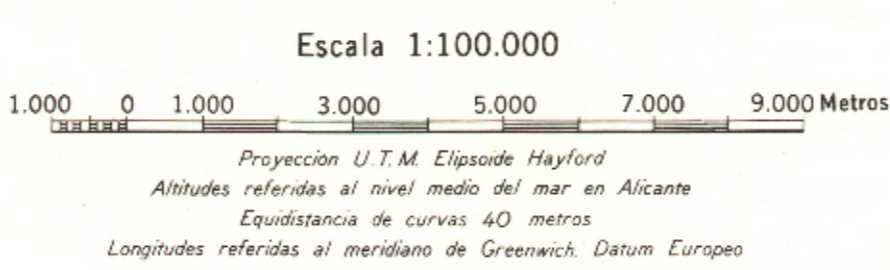 Escala 1:100.000
1.000 0 1.000 3.000 5.000 7.000 9.000 Metros
Proyección U.T.M. Elipsoide Hayford
Altitudes referidas al nivel medio del mar en Alicante
Equidistancia de curvas 40 metros
Longitudes referidas al meridiano de Greenwich. Datum Europeo